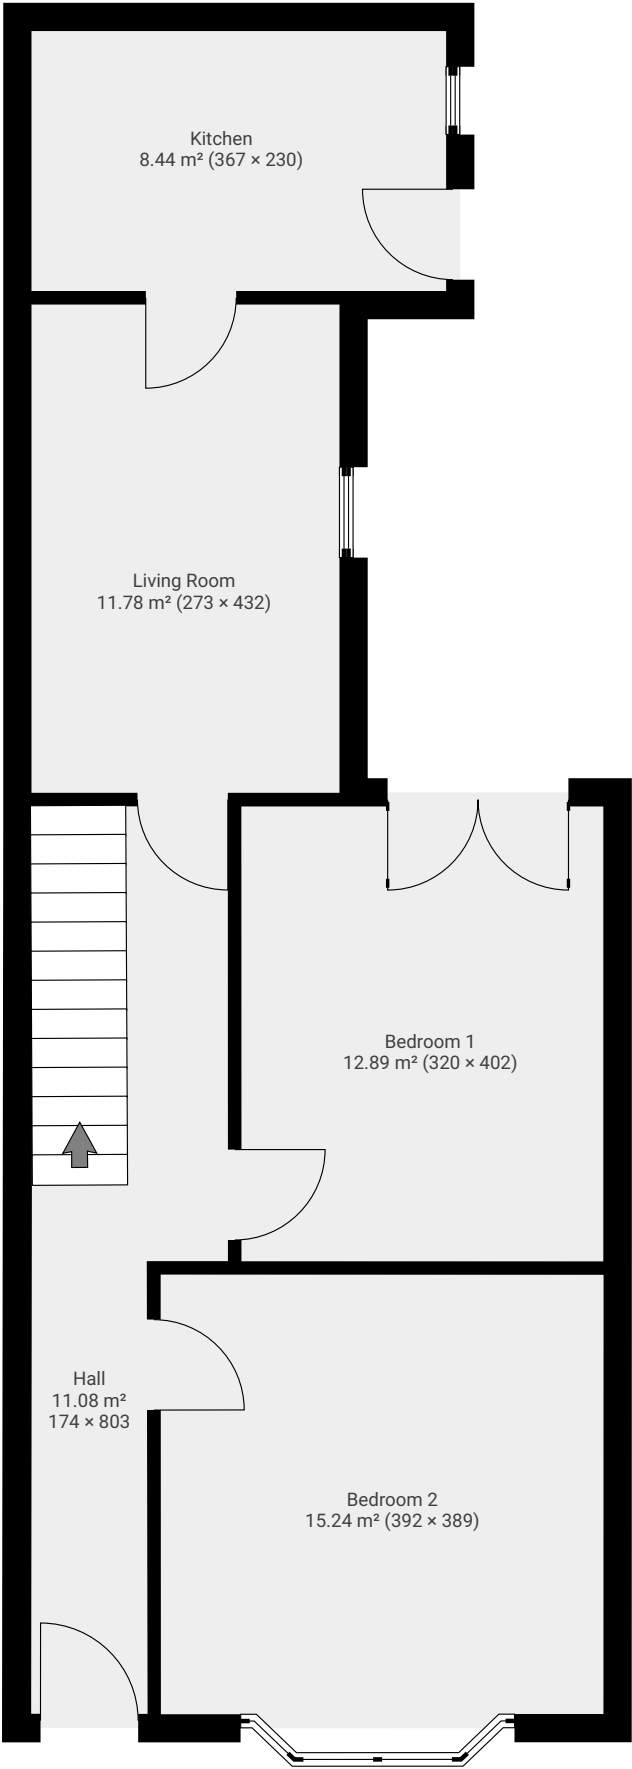 Kitchen
8.44 m² (367 × 230)
Living Room
11.78 m² (273 × 432)
Bedroom 1
12.89 m² (320 × 402)
Hall
11.08 m²
174 × 803
Bedroom 2
15.24 m² (392 × 389)